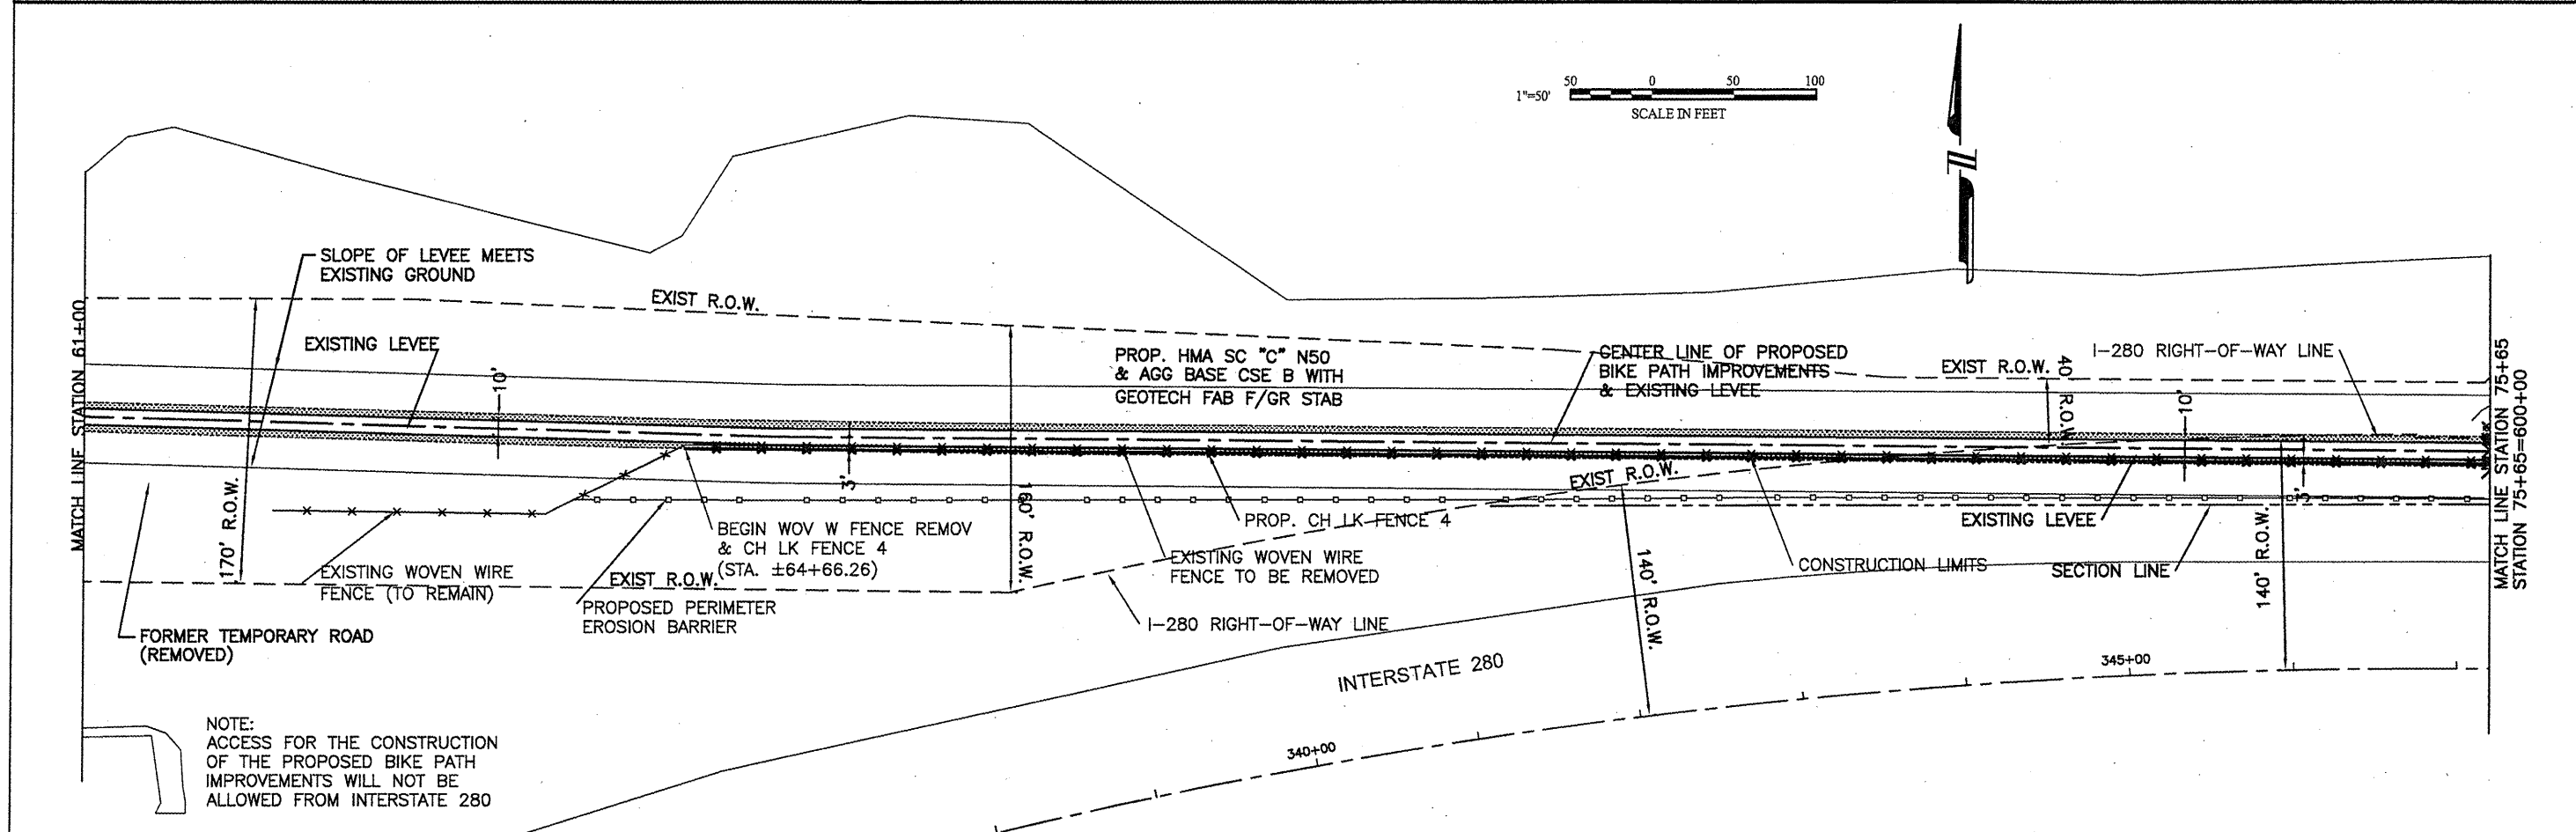 50 0 50 100
1"=50'
SCALE IN FEET
SLOPE OF LEVEE MEETS
EXISTING GROUND
EXIST R.O.W.
EXISTING LEVEE
10'
MATCH LINE STATION 61+00
170' R.O.W.
PROP. HMA SC "C" N50
& AGG BASE CSE B WITH
GEOTECH FAB F/GR STAB
CENTER LINE OF PROPOSED
BIKE PATH IMPROVEMENTS
& EXISTING LEVEE
EXIST R.O.W.
40' R.O.W.
I-280 RIGHT-OF-WAY LINE
10'
MATCH LINE STATION 75+65
STATION 75+65=600+00
3'
160' R.O.W.
EXIST R.O.W.
3'
BEGIN WOV W FENCE REMOV
& CH LK FENCE 4
(STA. ±64+66.26)
PROP. CH LK FENCE 4
EXISTING LEVEE
EXISTING WOVEN WIRE
FENCE TO BE REMOVED
EXISTING WOVEN WIRE
FENCE (TO REMAIN)
EXIST R.O.W.
140' R.O.W.
CONSTRUCTION LIMITS
SECTION LINE
140' R.O.W.
PROPOSED PERIMETER
EROSION BARRIER
I-280 RIGHT-OF-WAY LINE
FORMER TEMPORARY ROAD
(REMOVED)
INTERSTATE 280
345+00
340+00
NOTE:
ACCESS FOR THE CONSTRUCTION
OF THE PROPOSED BIKE PATH
IMPROVEMENTS WILL NOT BE
ALLOWED FROM INTERSTATE 280